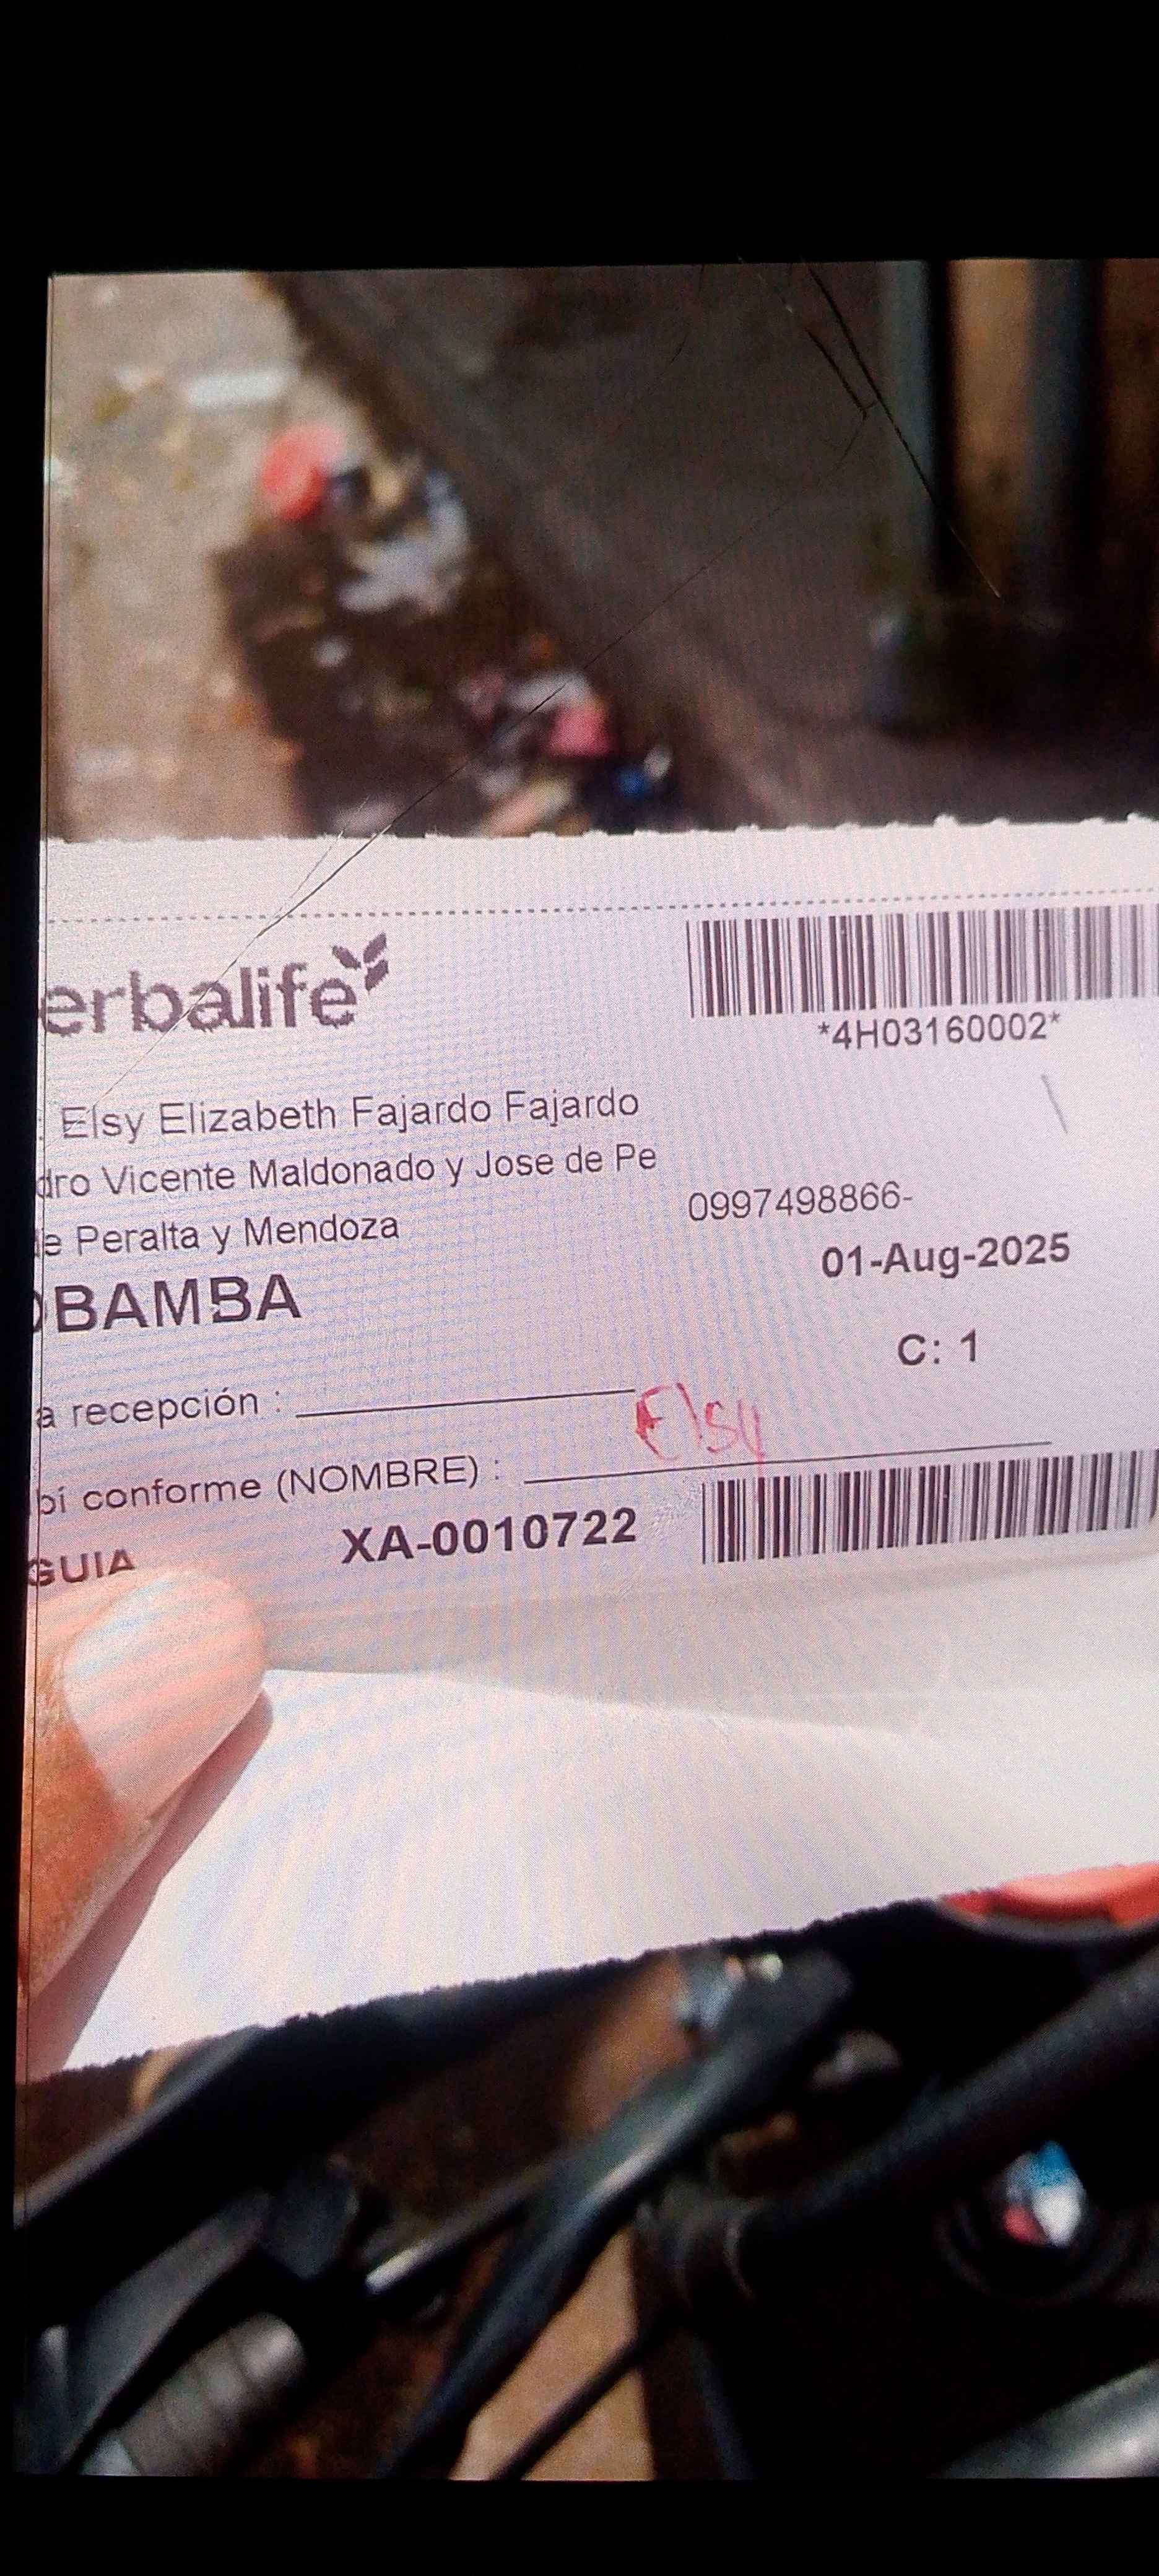 erbalife
*4H03160002*
Elsy Elizabeth Fajardo Fajardo
dro Vicente Maldonado y Jose de Pe
e Peralta y Mendoza
0997498866-
BAMBA
01-Aug-2025
C: 1
a recepción :
Elsy
bí conforme (NOMBRE) :
GUIA
XA-0010722